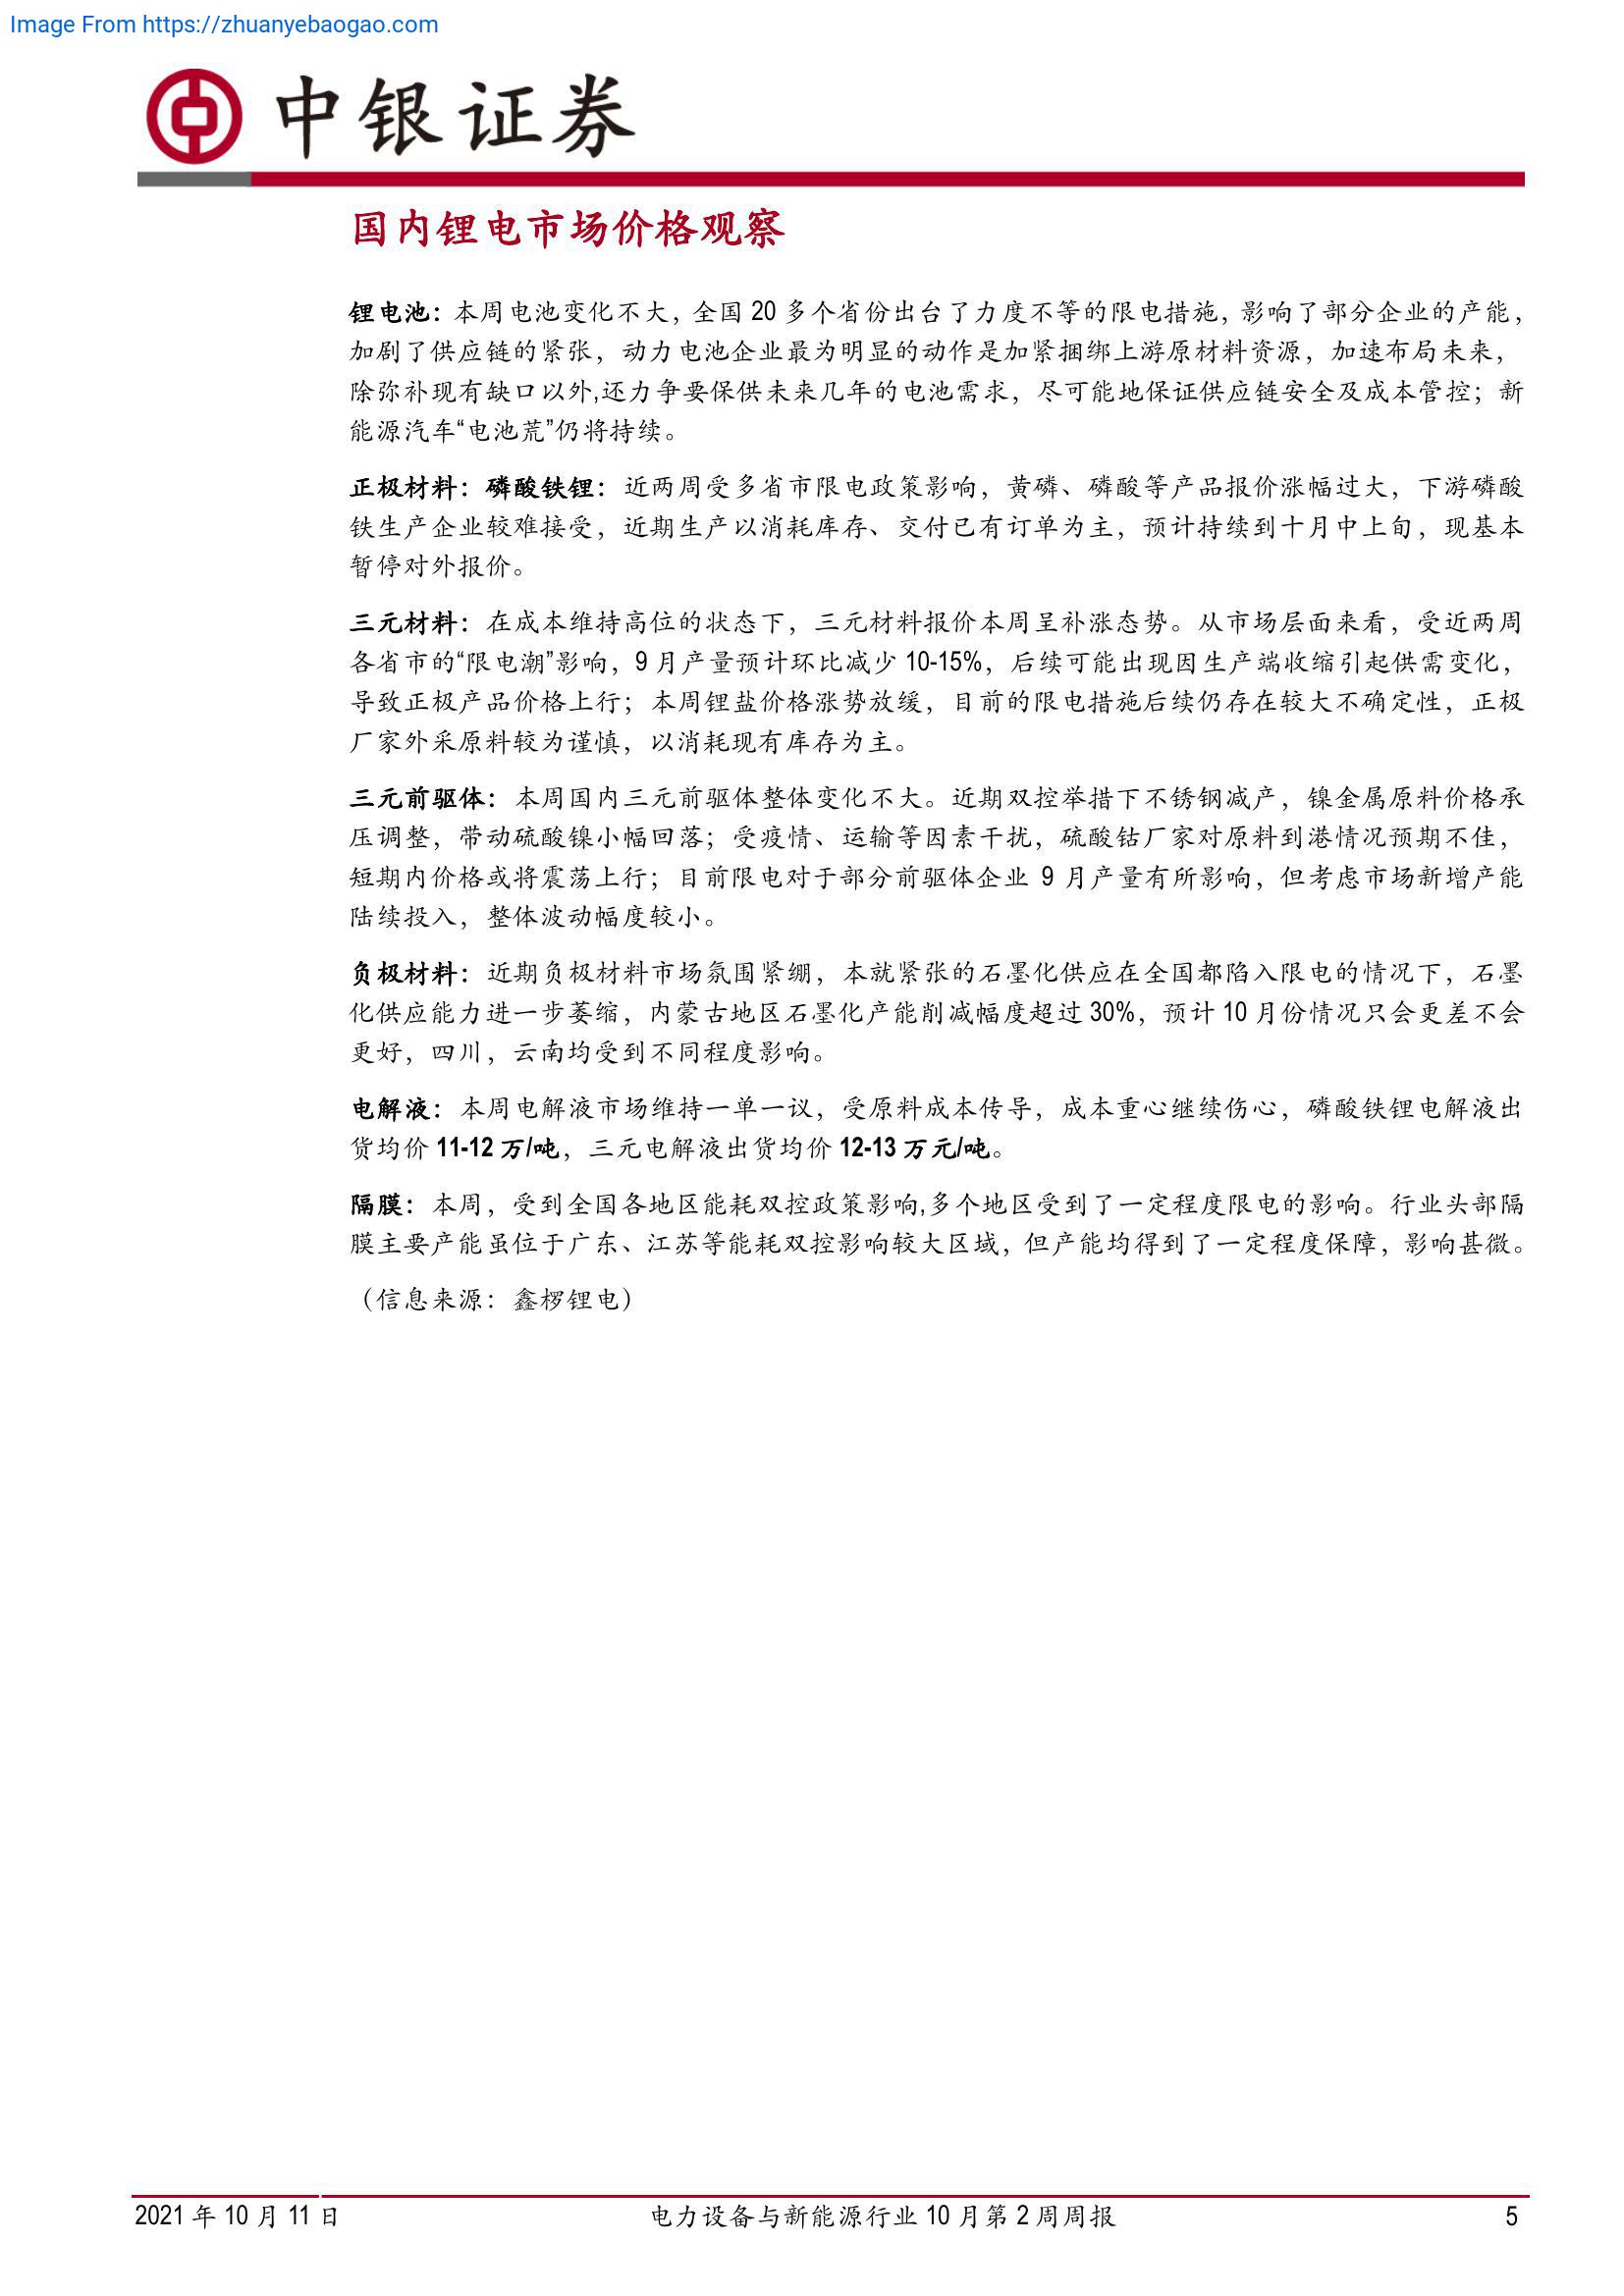 Image From https://zhuanyebaogao.com
中银证券
国内锂电市场价格观察
锂电池：本周电池变化不大，全国 20 多个省份出台了力度不等的限电措施，影响了部分企业的产能，
加剧了供应链的紧张，动力电池企业最为明显的动作是加紧捆绑上游原材料资源，加速布局未来，
除弥补现有缺口以外,还力争要保供未来几年的电池需求，尽可能地保证供应链安全及成本管控；新
能源汽车“电池荒”仍将持续。
正极材料：磷酸铁锂：近两周受多省市限电政策影响，黄磷、磷酸等产品报价涨幅过大，下游磷酸
铁生产企业较难接受，近期生产以消耗库存、交付已有订单为主，预计持续到十月中上旬，现基本
暂停对外报价。
三元材料：在成本维持高位的状态下，三元材料报价本周呈补涨态势。从市场层面来看，受近两周
各省市的“限电潮”影响，9 月产量预计环比减少 10-15%，后续可能出现因生产端收缩引起供需变化，
导致正极产品价格上行；本周锂盐价格涨势放缓，目前的限电措施后续仍存在较大不确定性，正极
厂家外采原料较为谨慎，以消耗现有库存为主。
三元前驱体：本周国内三元前驱体整体变化不大。近期双控举措下不锈钢减产，镍金属原料价格承
压调整，带动硫酸镍小幅回落；受疫情、运输等因素干扰，硫酸钴厂家对原料到港情况预期不佳，
短期内价格或将震荡上行；目前限电对于部分前驱体企业 9 月产量有所影响，但考虑市场新增产能
陆续投入，整体波动幅度较小。
负极材料：近期负极材料市场氛围紧绷，本就紧张的石墨化供应在全国都陷入限电的情况下，石墨
化供应能力进一步萎缩，内蒙古地区石墨化产能削减幅度超过 30%，预计 10 月份情况只会更差不会
更好，四川，云南均受到不同程度影响。
电解液：本周电解液市场维持一单一议，受原料成本传导，成本重心继续伤心，磷酸铁锂电解液出
货均价 11-12 万/吨，三元电解液出货均价 12-13 万元/吨。
隔膜：本周，受到全国各地区能耗双控政策影响,多个地区受到了一定程度限电的影响。行业头部隔
膜主要产能虽位于广东、江苏等能耗双控影响较大区域，但产能均得到了一定程度保障，影响甚微。
（信息来源：鑫椤锂电）
2021 年 10 月 11 日 电力设备与新能源行业 10 月第 2 周周报 5